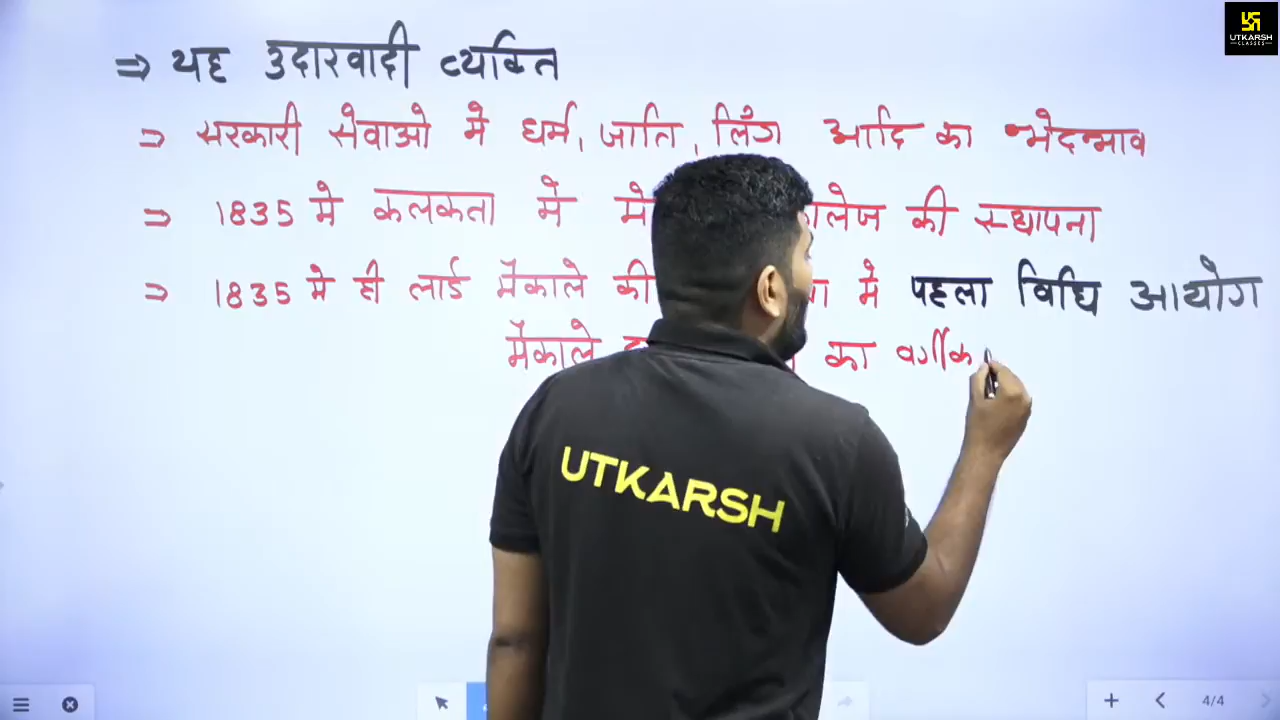 UTKARSH
CLASSES
⇒ यह उदारवादी व्यक्ति
⇒ सरकारी सेवाओ में धर्म, जाति, लिंग आदि का भेदभाव
⇒ 1835 में कलकता में की स्थापना
⇒ 1835 में ही लार्ड मैकाले की में पहला विधि आयोग
मैकाले का वर्गीक
UTKARSH
4/4